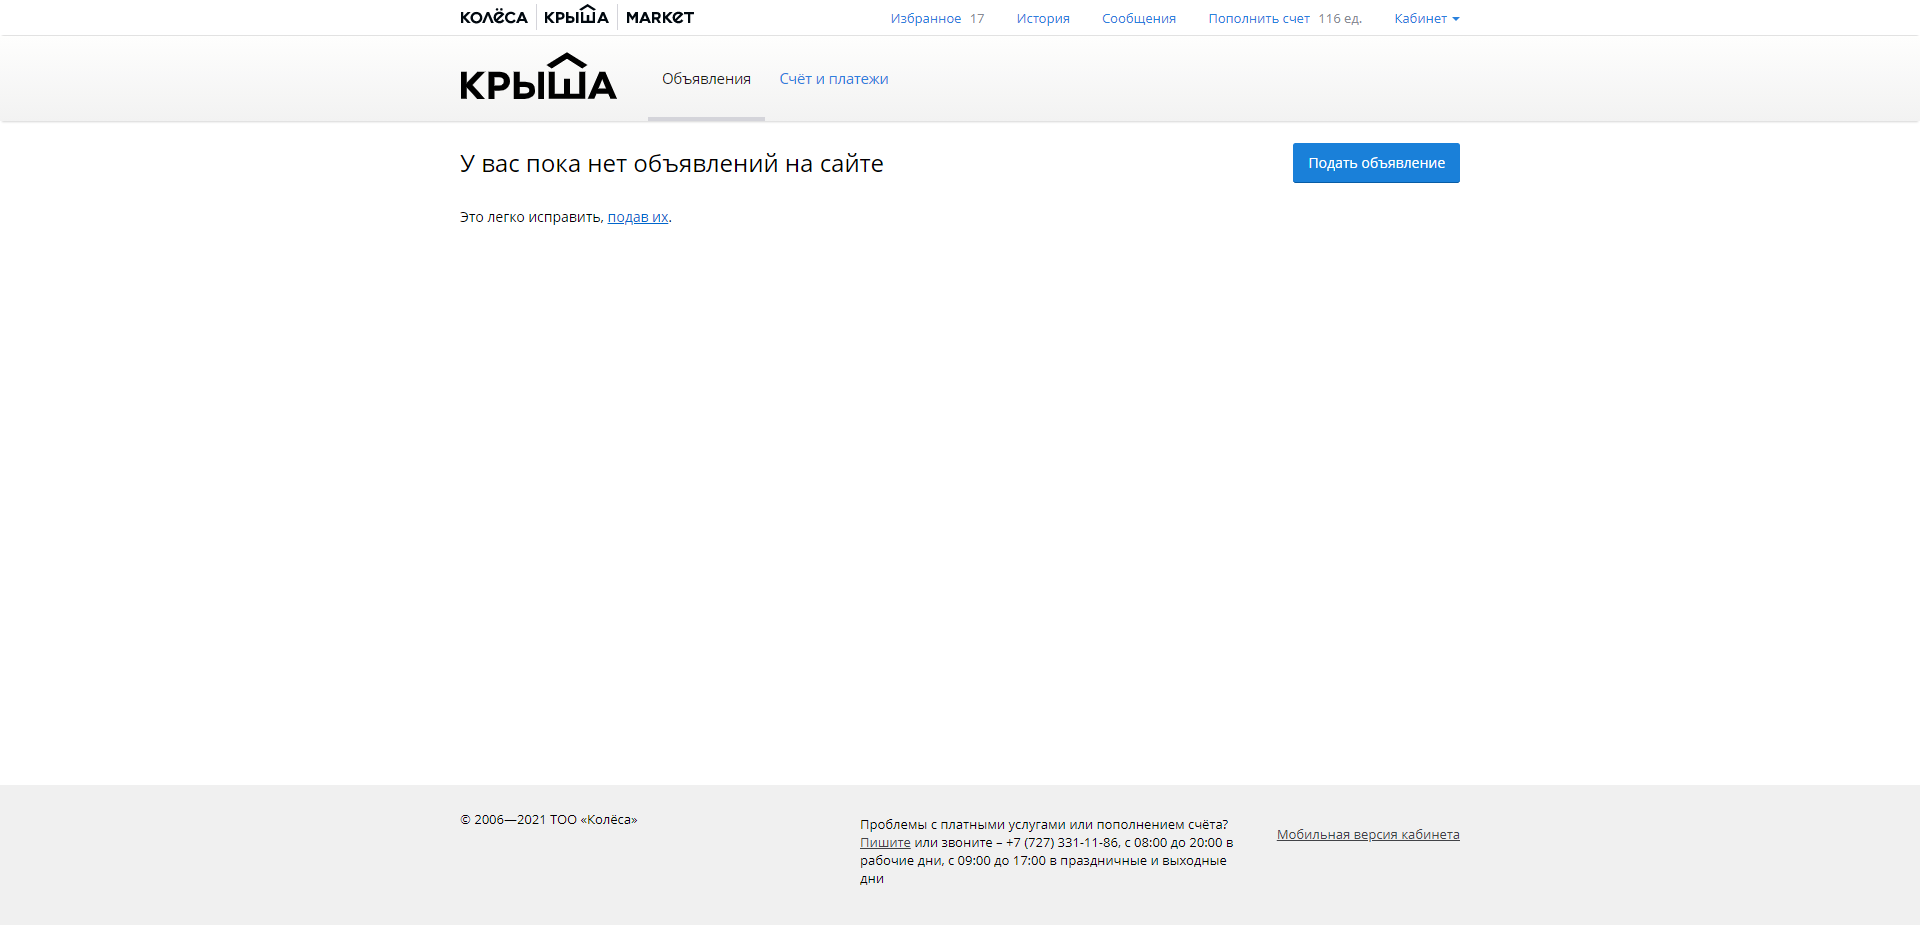 КОЛЁСА КРЫША MARKET Избранное 17 История Сообщения Пополнить счет 116 ед. Кабинет
КРЫША Объявления Счёт и платежи
У вас пока нет объявлений на сайте
Подать объявление
Это легко исправить, подав их.
© 2006—2021 ТОО «Колёса»
Проблемы с платными услугами или пополнением счёта?
Пишите или звоните – +7 (727) 331-11-86, с 08:00 до 20:00 в
рабочие дни, с 09:00 до 17:00 в праздничные и выходные
дни
Мобильная версия кабинета